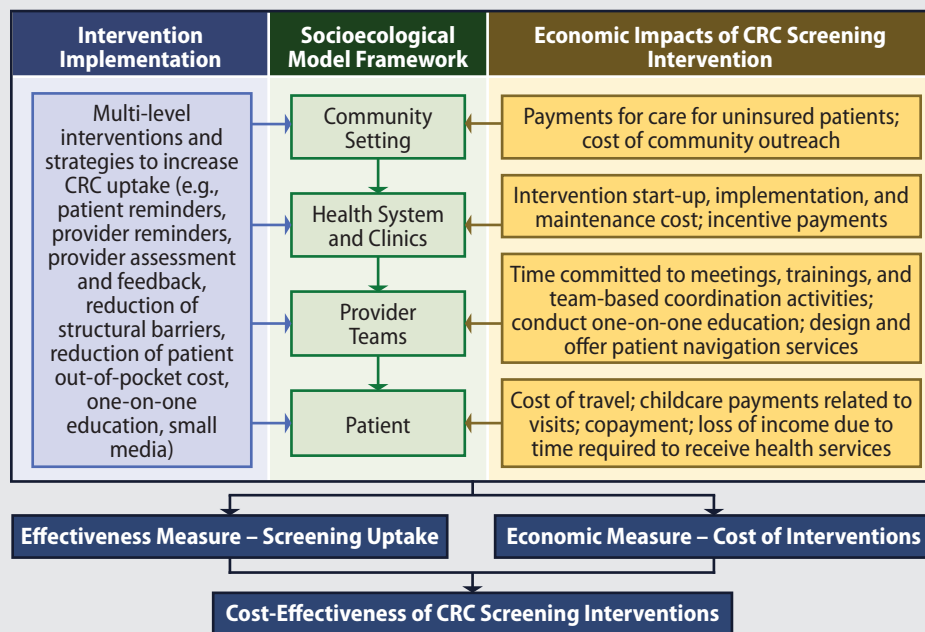 Intervention
Implementation
Socioecological
Model Framework
Economic Impacts of CRC Screening
Intervention
Multi-level
interventions and
strategies to increase
CRC uptake (e.g.,
patient reminders,
provider reminders,
provider assessment
and feedback,
reduction of
structural barriers,
reduction of patient
out-of-pocket cost,
one-on-one
education, small
media)
Community
Setting
Health System
and Clinics
Provider
Teams
Patient
Payments for care for uninsured patients;
cost of community outreach
Intervention start-up, implementation, and
maintenance cost; incentive payments
Time committed to meetings, trainings, and
team-based coordination activities;
conduct one-on-one education; design and
offer patient navigation services
Cost of travel; childcare payments related to
visits; copayment; loss of income due to
time required to receive health services
Effectiveness Measure – Screening Uptake
Economic Measure – Cost of Interventions
Cost-Effectiveness of CRC Screening Interventions